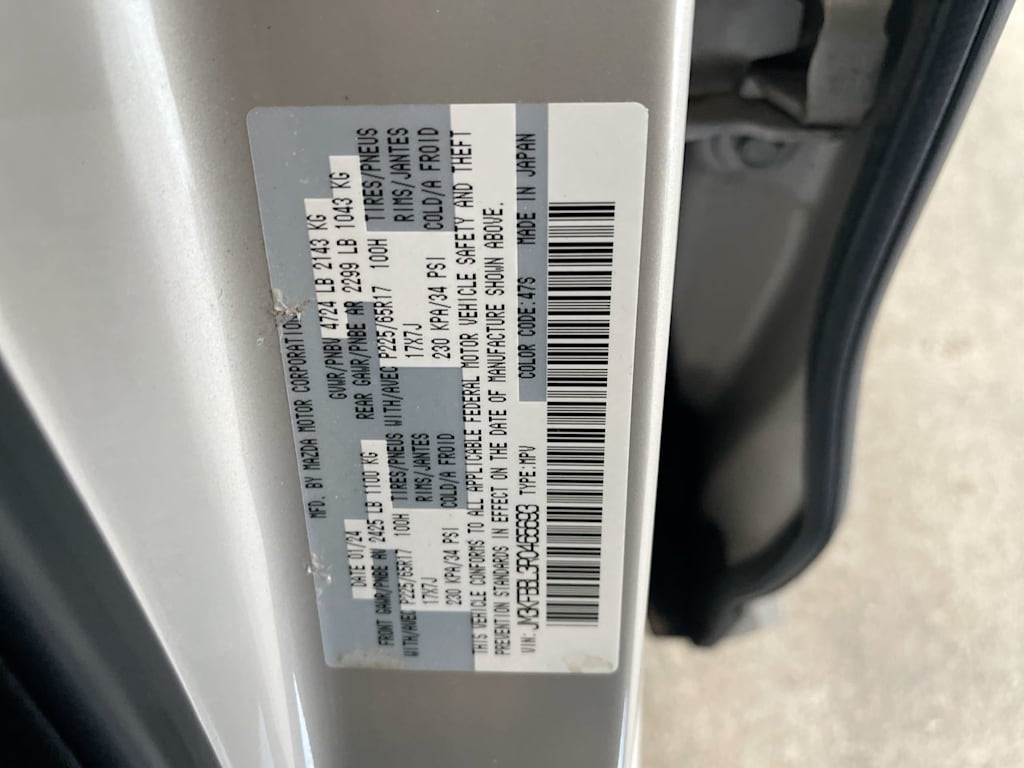 MFD. BY MAZDA MOTOR CORPORATION
DATE 01/24 GVWR/PNBV 4724 LB 2143 KG
FRONT GAWR/PNBE AV 2425 LB 1100 KG REAR GAWR/PNBE AR 2299 LB 1043 KG
WITH/AVEC P225/65R17 100H TIRES/PNEUS WITH/AVEC P225/65R17 100H TIRES/PNEUS
17X7J RIMS/JANTES 17X7J RIMS/JANTES
230 KPA/34 PSI COLD/A FROID 230 KPA/34 PSI COLD/A FROID
THIS VEHICLE CONFORMS TO ALL APPLICABLE FEDERAL MOTOR VEHICLE SAFETY AND THEFT
PREVENTION STANDARDS IN EFFECT ON THE DATE OF MANUFACTURE SHOWN ABOVE.
VIN: JM3KFBBL3R0465693 TYPE:MPV COLOR CODE:47S MADE IN JAPAN